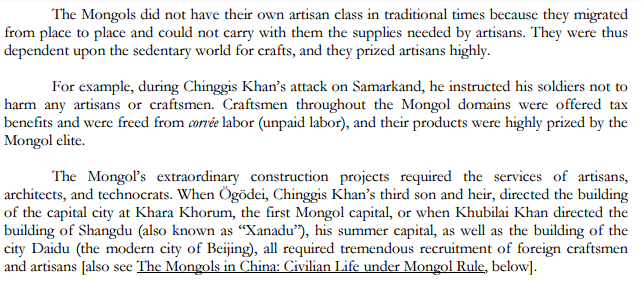 The Mongols did not have their own artisan class in traditional times because they migrated
from place to place and could not carry with them the supplies needed by artisans. They were thus
dependent upon the sedentary world for crafts, and they prized artisans highly.
For example, during Chinggis Khan's attack on Samarkand, he instructed his soldiers not to
harm any artisans or craftsmen. Craftsmen throughout the Mongol domains were offered tax
benefits and were freed from corvée labor (unpaid labor), and their products were highly prized by the
Mongol elite.
The Mongol's extraordinary construction projects required the services of artisans,
architects, and technocrats. When Ögödei, Chinggis Khan's third son and heir, directed the building
of the capital city at Khara Khorum, the first Mongol capital, or when Khubilai Khan directed the
building of Shangdu (also known as "Xanadu"), his summer capital, as well as the building of the
city Daidu (the modern city of Beijing), all required tremendous recruitment of foreign craftsmen
and artisans [also see The Mongols in China: Civilian Life under Mongol Rule, below].